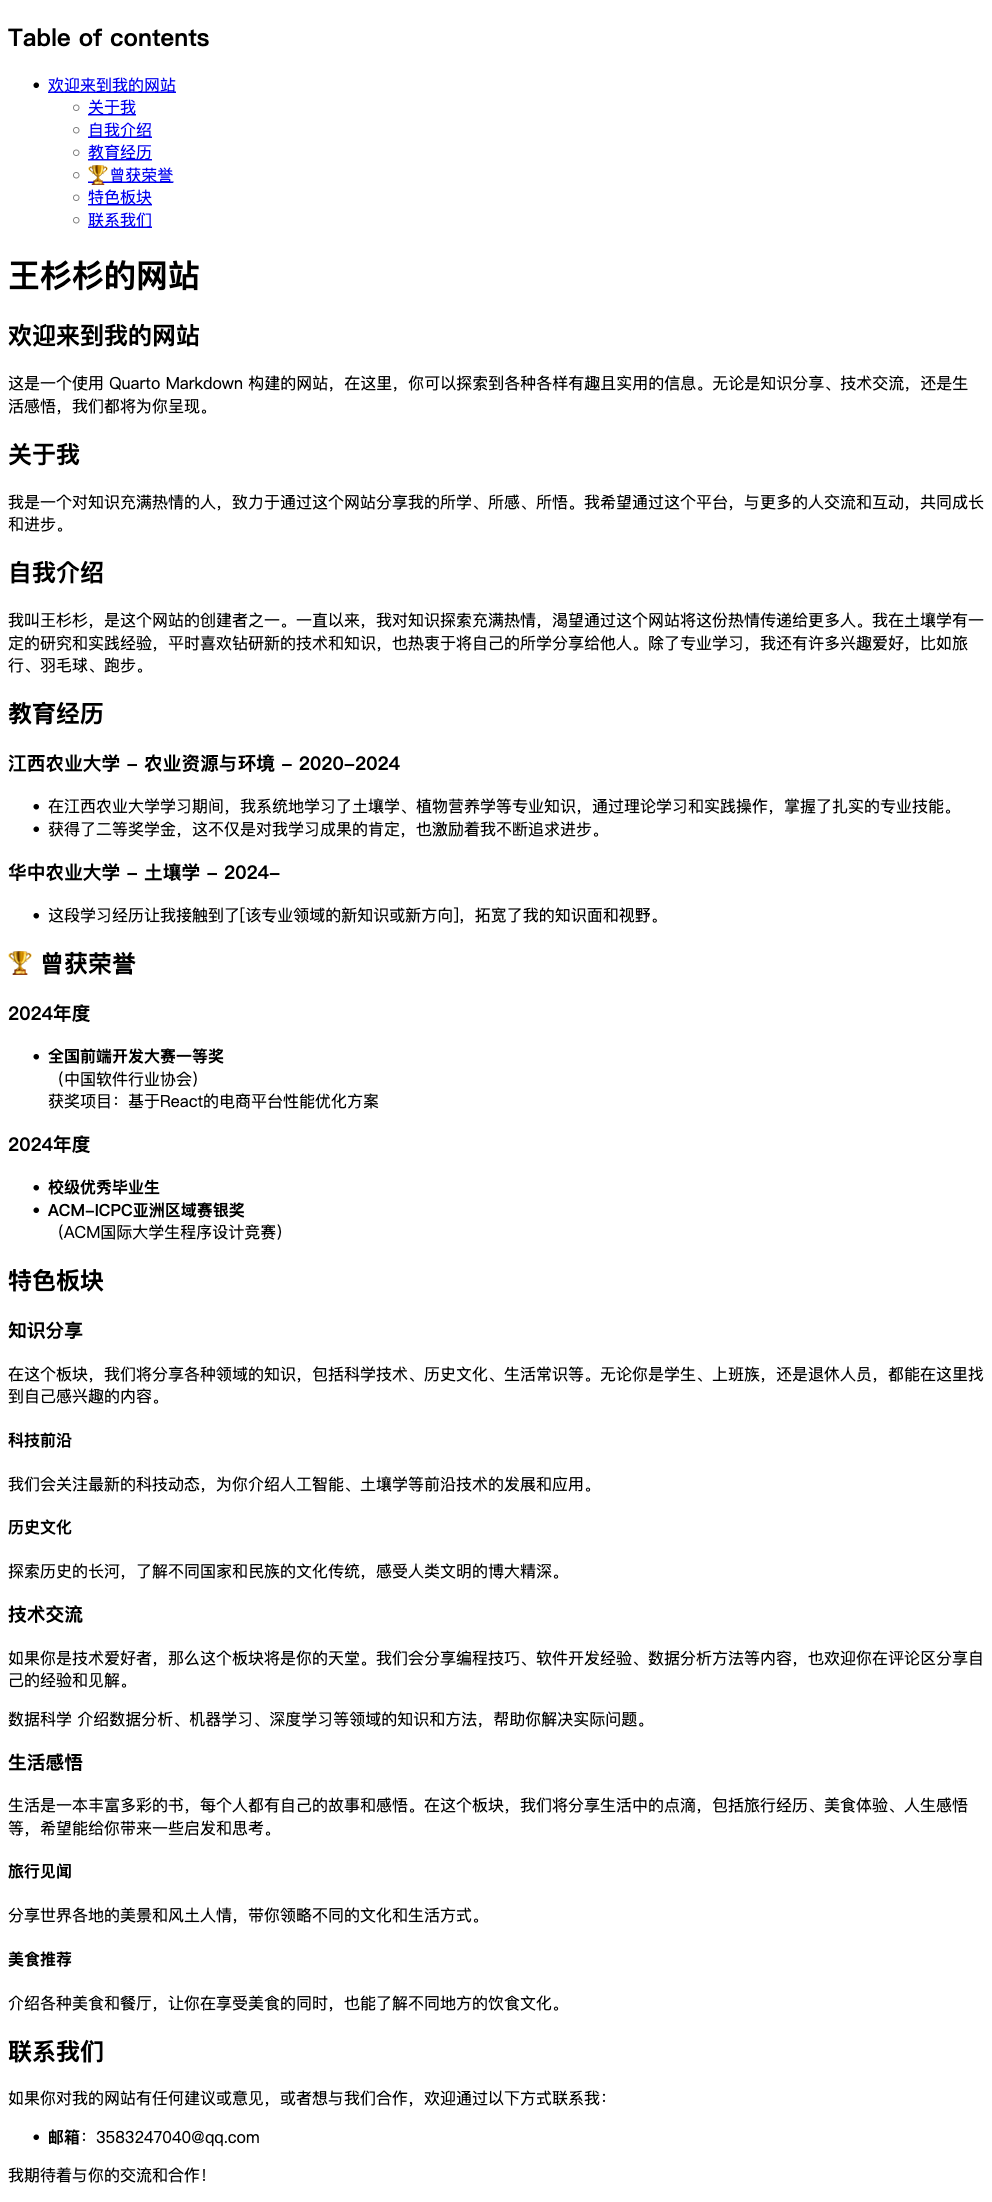 Table of contents
欢迎来到我的网站
关于我
自我介绍
教育经历
🏆曾获荣誉
特色板块
联系我们
王杉杉的网站
欢迎来到我的网站
这是一个使用 Quarto Markdown 构建的网站，在这里，你可以探索到各种各样有趣且实用的信息。无论是知识分享、技术交流，还是生
活感悟，我们都将为你呈现。
关于我
我是一个对知识充满热情的人，致力于通过这个网站分享我的所学、所感、所悟。我希望通过这个平台，与更多的人交流和互动，共同成长
和进步。
自我介绍
我叫王杉杉，是这个网站的创建者之一。一直以来，我对知识探索充满热情，渴望通过这个网站将这份热情传递给更多人。我在土壤学有一
定的研究和实践经验，平时喜欢钻研新的技术和知识，也热衷于将自己的所学分享给他人。除了专业学习，我还有许多兴趣爱好，比如旅
行、羽毛球、跑步。
教育经历
江西农业大学 – 农业资源与环境 – 2020–2024
在江西农业大学学习期间，我系统地学习了土壤学、植物营养学等专业知识，通过理论学习和实践操作，掌握了扎实的专业技能。
获得了二等奖学金，这不仅是对我学习成果的肯定，也激励着我不断追求进步。
华中农业大学 – 土壤学 – 2024–
这段学习经历让我接触到了[该专业领域的新知识或新方向]，拓宽了我的知识面和视野。
🏆 曾获荣誉
2024年度
全国前端开发大赛一等奖
（中国软件行业协会）
获奖项目：基于React的电商平台性能优化方案
2024年度
校级优秀毕业生
ACM–ICPC亚洲区域赛银奖
（ACM国际大学生程序设计竞赛）
特色板块
知识分享
在这个板块，我们将分享各种领域的知识，包括科学技术、历史文化、生活常识等。无论你是学生、上班族，还是退休人员，都能在这里找
到自己感兴趣的内容。
科技前沿
我们会关注最新的科技动态，为你介绍人工智能、土壤学等前沿技术的发展和应用。
历史文化
探索历史的长河，了解不同国家和民族的文化传统，感受人类文明的博大精深。
技术交流
如果你是技术爱好者，那么这个板块将是你的天堂。我们会分享编程技巧、软件开发经验、数据分析方法等内容，也欢迎你在评论区分享自
己的经验和见解。
数据科学 介绍数据分析、机器学习、深度学习等领域的知识和方法，帮助你解决实际问题。
生活感悟
生活是一本丰富多彩的书，每个人都有自己的故事和感悟。在这个板块，我们将分享生活中的点滴，包括旅行经历、美食体验、人生感悟
等，希望能给你带来一些启发和思考。
旅行见闻
分享世界各地的美景和风土人情，带你领略不同的文化和生活方式。
美食推荐
介绍各种美食和餐厅，让你在享受美食的同时，也能了解不同地方的饮食文化。
联系我们
如果你对我的网站有任何建议或意见，或者想与我们合作，欢迎通过以下方式联系我：
邮箱：3583247040@qq.com
我期待着与你的交流和合作！